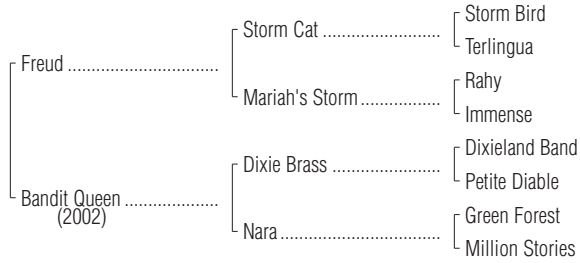 Storm Bird
Storm Cat ........................
Terlingua
Freud ................................
Rahy
Mariah's Storm .................
Immense
Dixieland Band
Dixie Brass .......................
Petite Diable
Bandit Queen ....................
(2002)
Green Forest
Nara ..................................
Million Stories